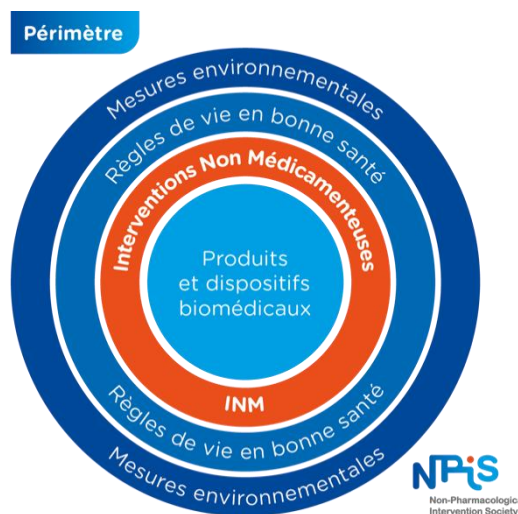 Périmètre
Mesures environnementales
Règles de vie en bonne santé
Interventions Non Médicamenteuses
Produits
et dispositifs
biomédicaux
INM
Règles de vie en bonne santé
Mesures environnementales
NPiS
Non-Pharmacologica
Intervention Society